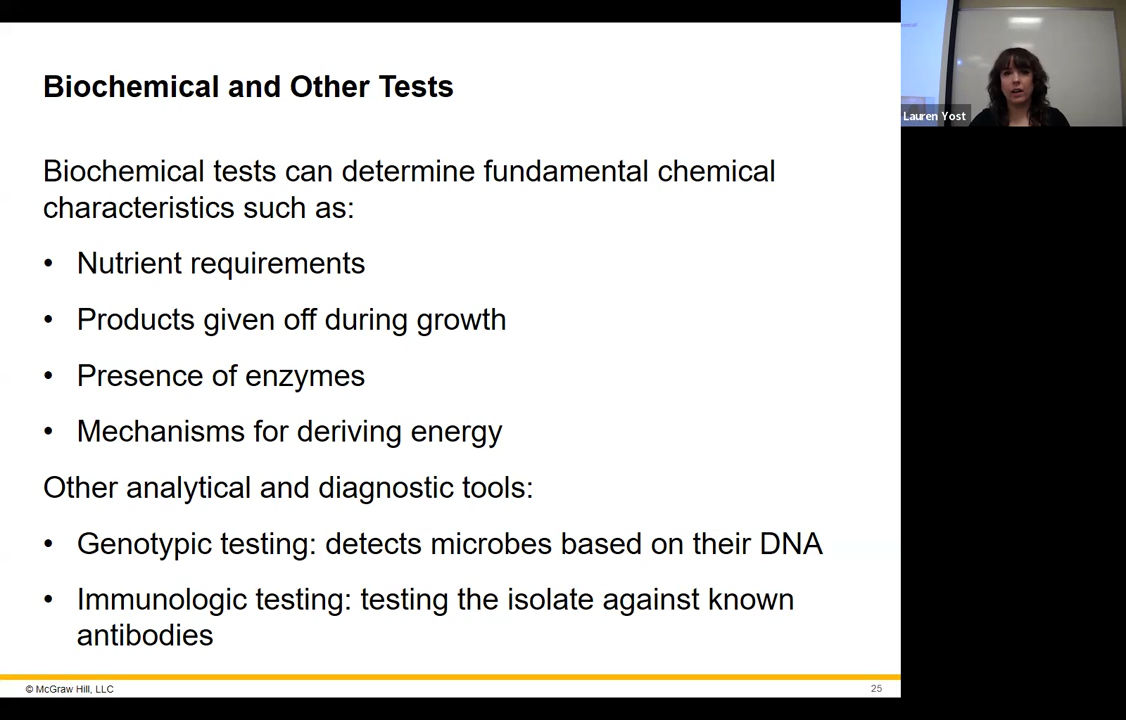 Biochemical and Other Tests
Biochemical tests can determine fundamental chemical
characteristics such as:
• Nutrient requirements
• Products given off during growth
• Presence of enzymes
• Mechanisms for deriving energy
Other analytical and diagnostic tools:
• Genotypic testing: detects microbes based on their DNA
• Immunologic testing: testing the isolate against known
antibodies
© McGraw Hill, LLC
25
Lauren Yost